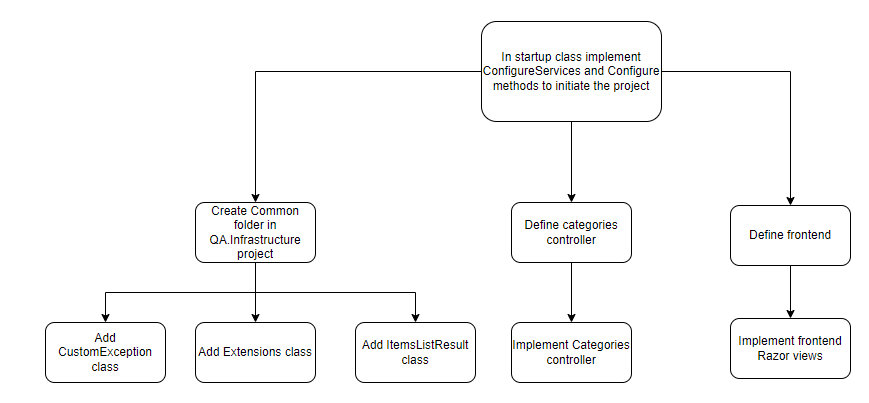 In startup class implement
ConfigureServices and Configure
methods to initiate the project
Create Common
folder in
QA.Infrastructure
project
Define categories
controller
Define frontend
Add
CustomException
class
Add Extensions class
Add ItemsListResult
class
Implement Categories
controller
Implement frontend
Razor views